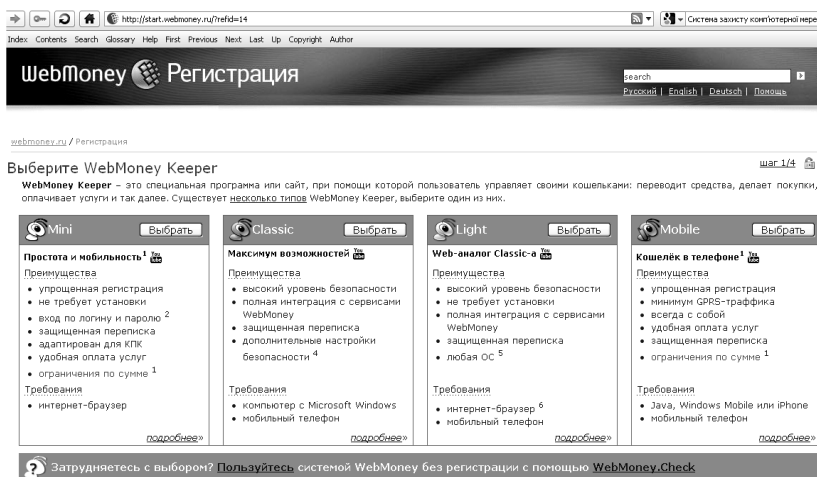 http://start.webmoney.ru/?refid=14
Система захисту комп'ютерної мере
Index Contents Search Glossary Help First Previous Next Last Up Copyright Author
WebMoney Регистрация
search
Русский | English | Deutsch | Помощь
webmoney.ru / Регистрация
Выберите WebMoney Keeper
шаг 1/4
WebMoney Keeper – это специальная программа или сайт, при помощи которой пользователь управляет своими кошельками: переводит средства, делает покупки,
оплачивает услуги и так далее. Существует несколько типов WebMoney Keeper, выберите один из них.
Mini Выбрать
Простота и мобильность 1 You Tube
Преимущества
• упрощенная регистрация
• не требует установки
• вход по логину и паролю 2
• защищенная переписка
• адаптирован для КПК
• удобная оплата услуг
• ограничения по сумме 1
Требования
• интернет-браузер
подробнее»
Classic Выбрать
Максимум возможностей You Tube
Преимущества
• высокий уровень безопасности
• полная интеграция с сервисами
WebMoney
• защищенная переписка
• дополнительные настройки
безопасности 4
Требования
• компьютер с Microsoft Windows
• мобильный телефон
подробнее»
Light Выбрать
Web-аналог Classic-а You Tube
Преимущества
• высокий уровень безопасности
• не требует установки
• полная интеграция с сервисами
WebMoney
• защищенная переписка
• любая ОС 5
Требования
• интернет-браузер 6
• мобильный телефон
подробнее»
Mobile Выбрать
Кошелёк в телефоне 1 You Tube
Преимущества
• упрощенная регистрация
• минимум GPRS-траффика
• всегда с собой
• удобная оплата услуг
• защищенная переписка
• ограничения по сумме 1
Требования
• Java, Windows Mobile или iPhone
• мобильный телефон
подробнее»
Затрудняетесь с выбором? Пользуйтесь системой WebMoney без регистрации с помощью WebMoney.Check